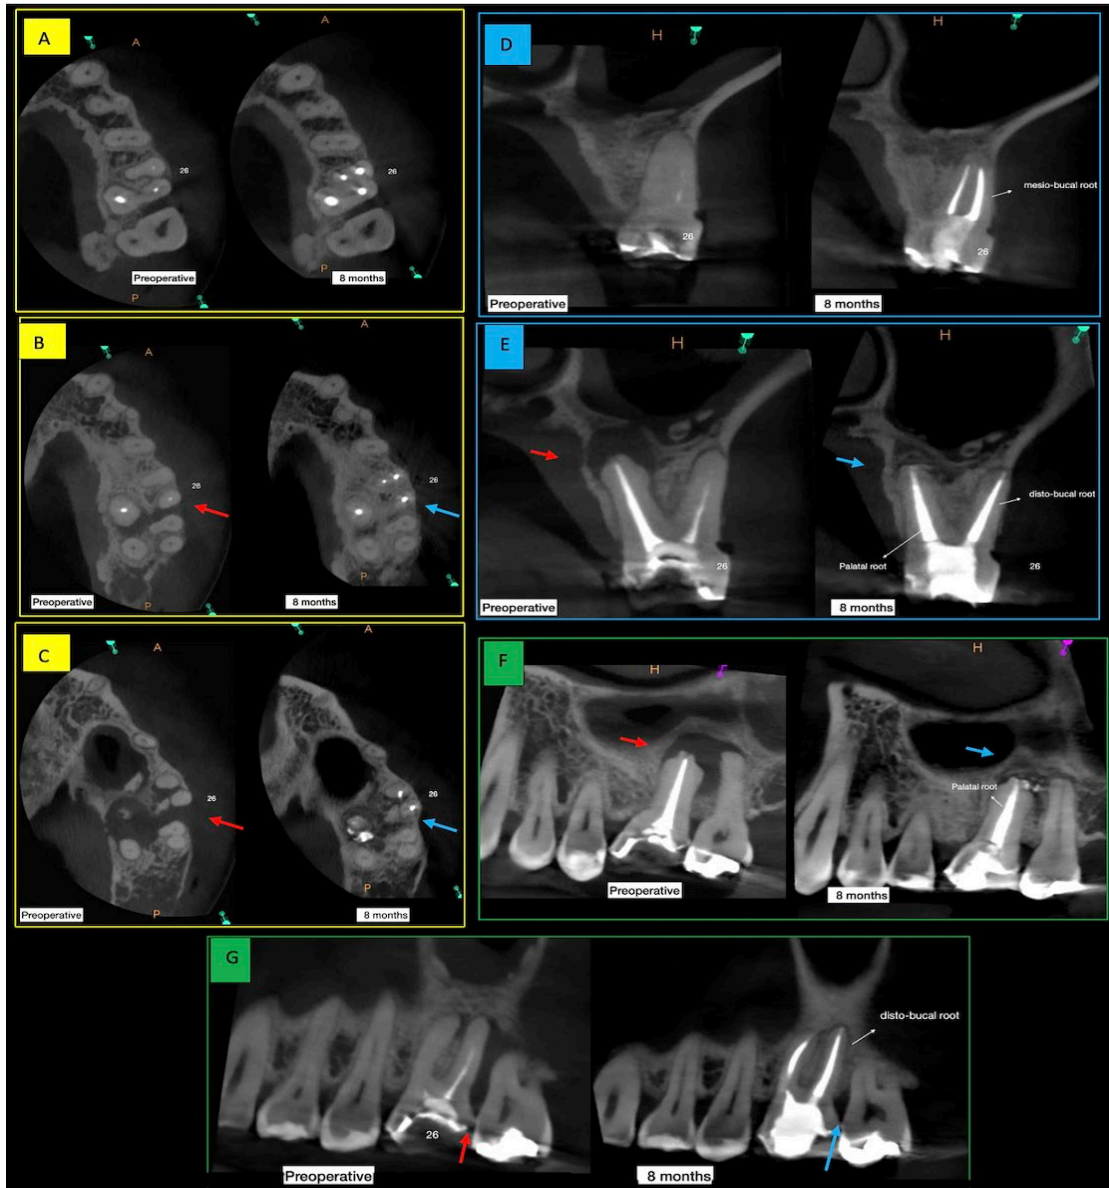 A
A
A
26
26
Preoperative
8 months
P
P
B
A
A
26
26
Preoperative
8 months
P
P
C
A
A
26
26
Preoperative
8 months
P
P
D
H
H
mesio-bucal root
26
26
Preoperative
8 months
E
H
H
disto-bucal root
Palatal root
26
26
Preoperative
8 months
F
H
H
Palatal root
Preoperative
8 months
G
disto-bucal root
26
Preoperative
8 months